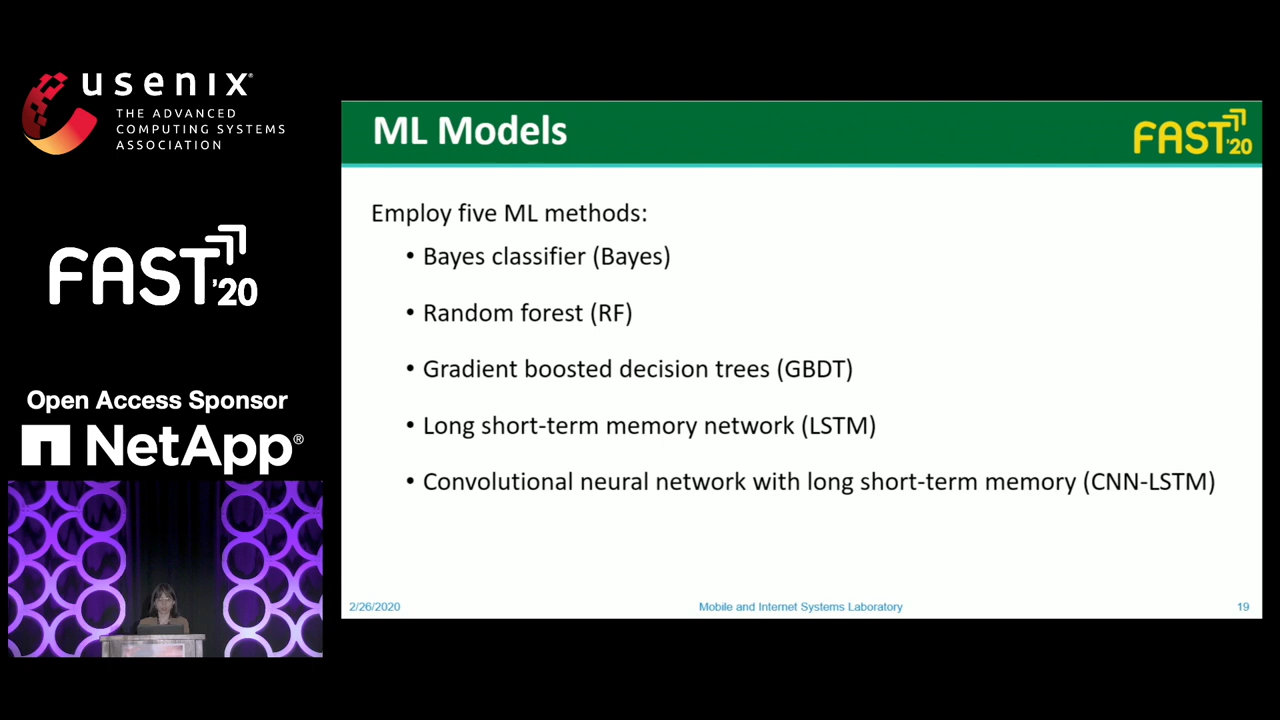 usenix®
THE ADVANCED
COMPUTING SYSTEMS
ASSOCIATION
FAST'20
Open Access Sponsor
NetApp®
ML Models
FAST'20
Employ five ML methods:
• Bayes classifier (Bayes)
• Random forest (RF)
• Gradient boosted decision trees (GBDT)
• Long short-term memory network (LSTM)
• Convolutional neural network with long short-term memory (CNN-LSTM)
2/26/2020
Mobile and Internet Systems Laboratory
19